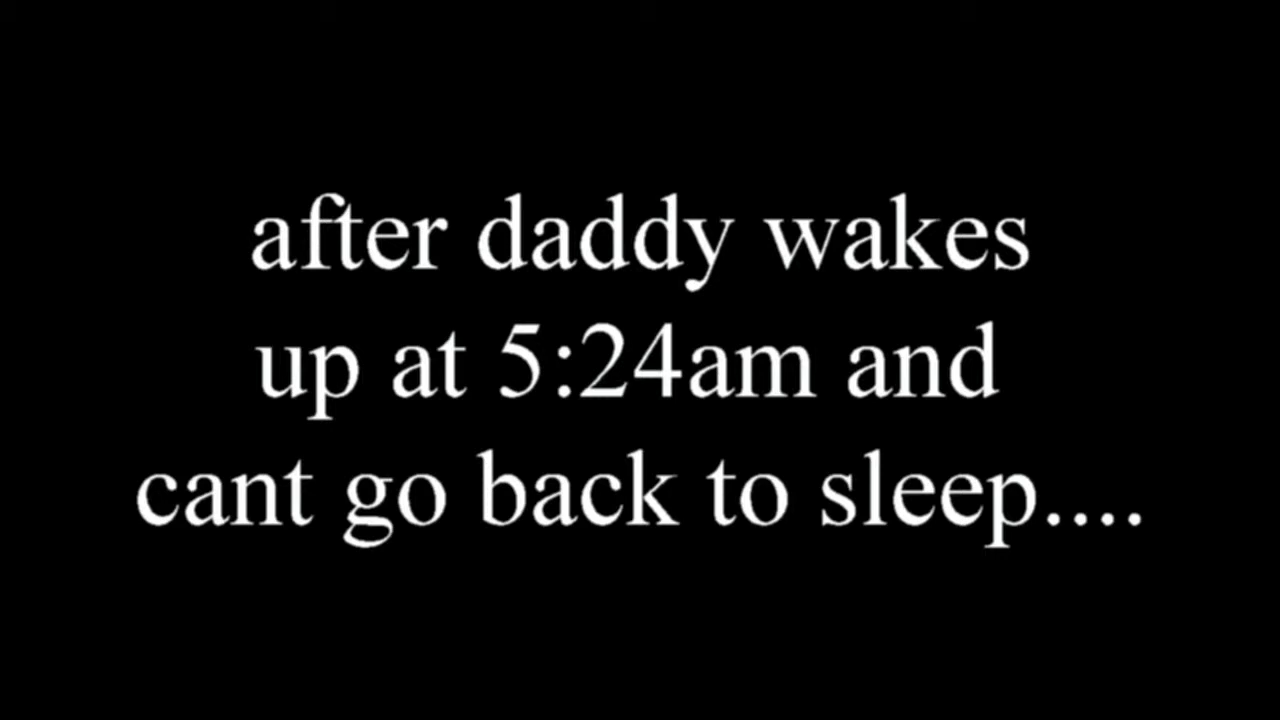 after daddy wakes
up at 5:24am and
cant go back to sleep....